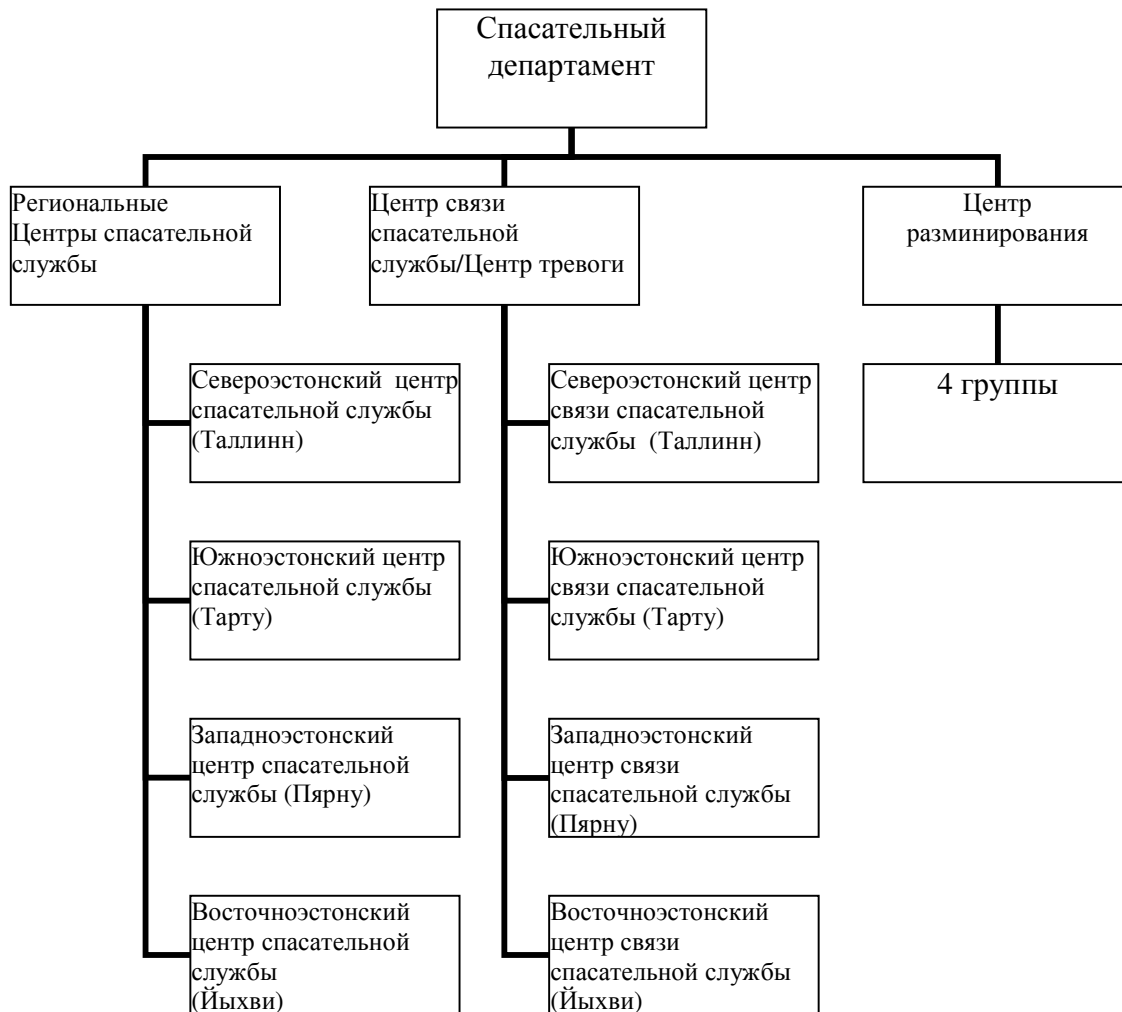 Спасательный
департамент
Региональные
Центры спасательной
службы
Центр связи
спасательной
службы/Центр тревоги
Центр
разминирования
Североэстонский центр
спасательной службы
(Таллинн)
Североэстонский центр
связи спасательной
службы (Таллинн)
4 группы
Южноэстонский центр
спасательной службы
(Тарту)
Южноэстонский центр
связи спасательной
службы (Тарту)
Западноэстонский
центр спасательной
службы (Пярну)
Западноэстонский
центр связи
спасательной службы
(Пярну)
Восточноэстонский
центр спасательной
службы
(Йыхви)
Восточноэстонский
центр связи
спасательной службы
(Йыхви)